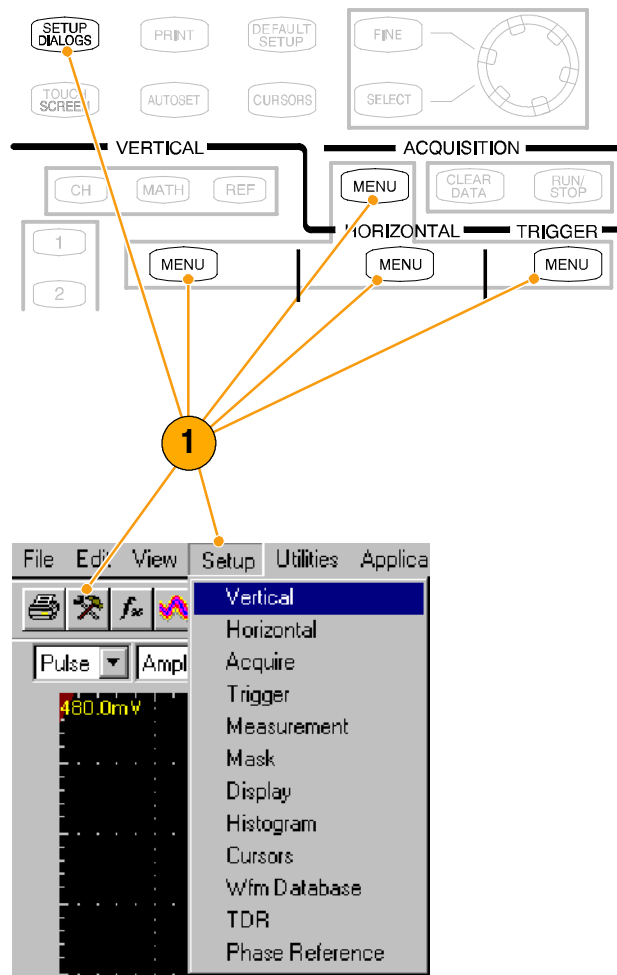 SETUP
DIALOGS
PRINT
DEFAULT
SETUP
FINE
TOUCH
SCREEN
AUTOSET
CURSORS
SELECT
VERTICAL
ACQUISITION
CH
MATH
REF
MENU
CLEAR
DATA
RUN/
STOP
HORIZONTAL
TRIGGER
1
MENU
MENU
MENU
2
1
File Edit View Setup Utilities Applica
Vertical
Horizontal
Acquire
Trigger
Measurement
Mask
Display
Histogram
Cursors
Wfm Database
TDR
Phase Reference
Pulse Ampl
480.0mV